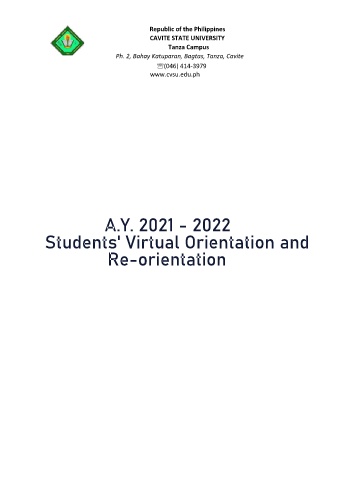 Republic of the Philippines
CAVITE STATE UNIVERSITY
Tanza Campus
Ph. 2, Bahay Katuparan, Bagtas, Tanza, Cavite
☏(046) 414-3979
www.cvsu.edu.ph
A.Y. 2021 - 2022
Students' Virtual Orientation and
Re-orientation